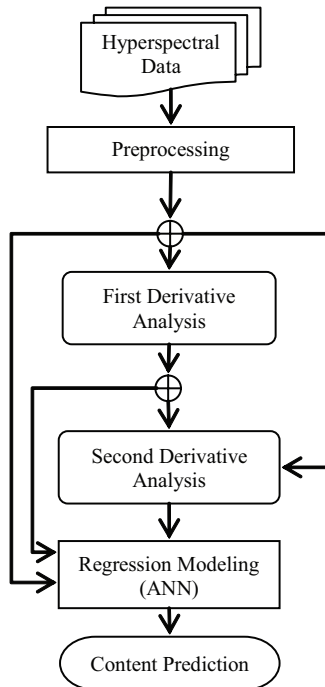 Hyperspectral
Data
Preprocessing
First Derivative
Analysis
Second Derivative
Analysis
Regression Modeling
(ANN)
Content Prediction